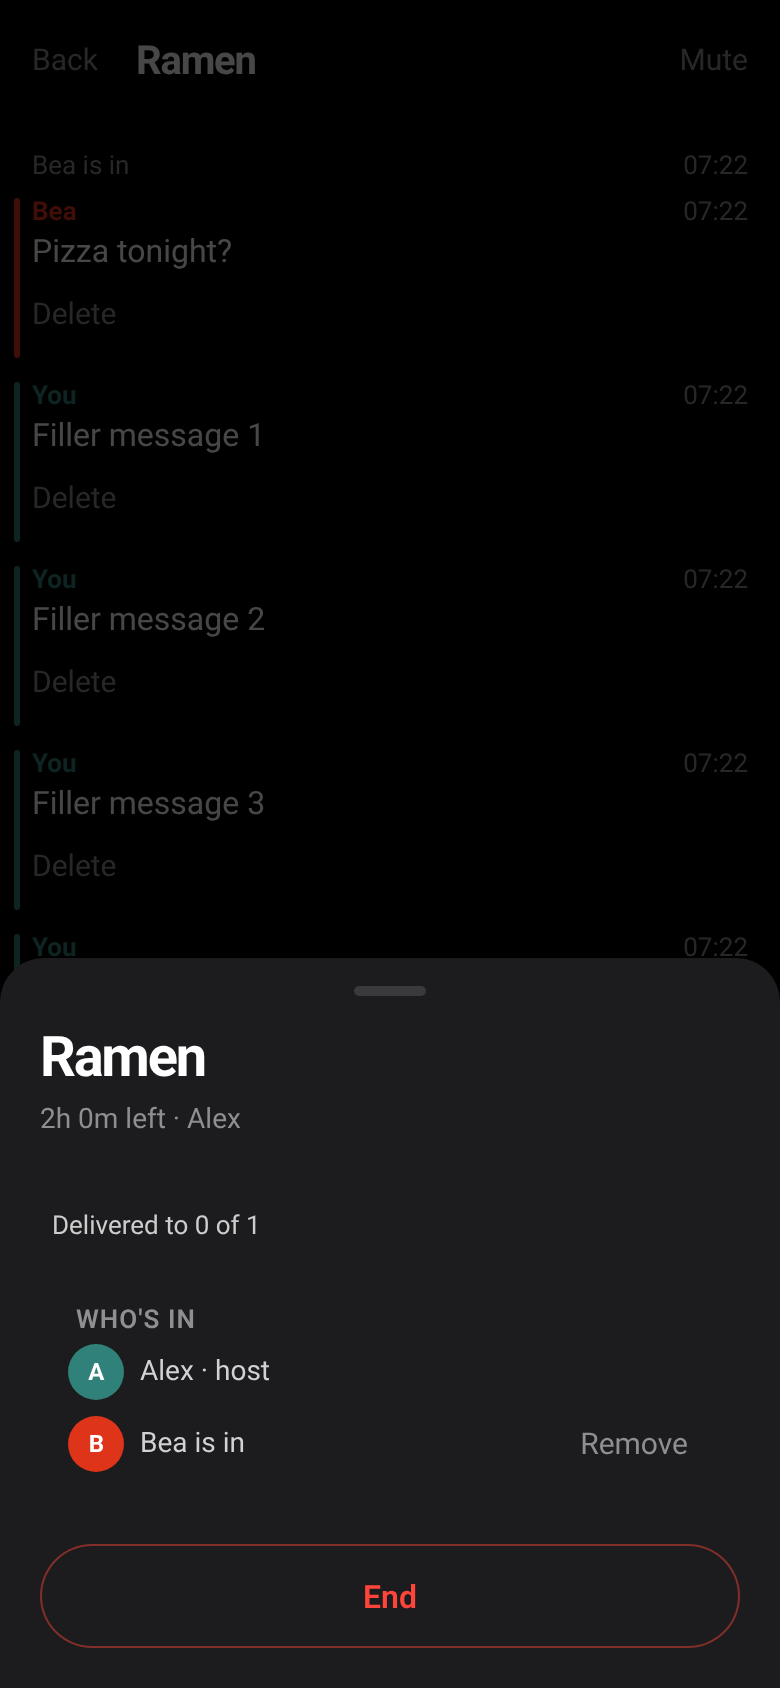 Back Ramen Mute
Bea is in 07:22
Bea 07:22
Pizza tonight?
Delete
You 07:22
Filler message 1
Delete
You 07:22
Filler message 2
Delete
You 07:22
Filler message 3
Delete
You 07:22
Ramen
2h 0m left · Alex
Delivered to 0 of 1
WHO'S IN
A Alex · host
B Bea is in Remove
End